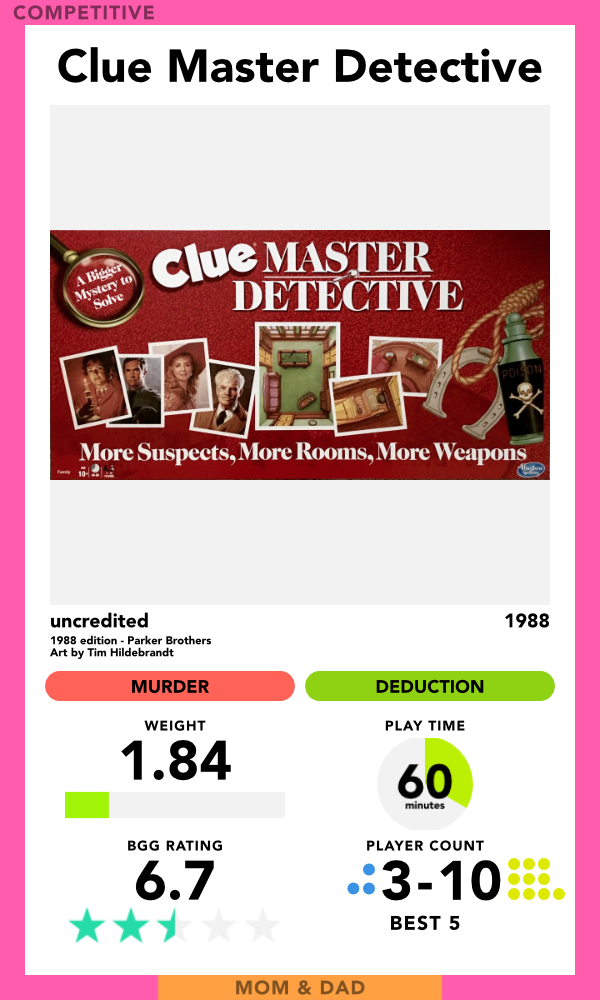 COMPETITIVE
Clue Master Detective
A Bigger
Mystery to
Solve
Clue MASTER
DETECTIVE
POISON
More Suspects, More Rooms, More Weapons
Family
10+
Hasbro
uncredited
1988
1988 edition - Parker Brothers
Art by Tim Hildebrandt
MURDER
DEDUCTION
WEIGHT
PLAY TIME
1.84
60
minutes
BGG RATING
PLAYER COUNT
6.7
3-10
BEST 5
MOM & DAD